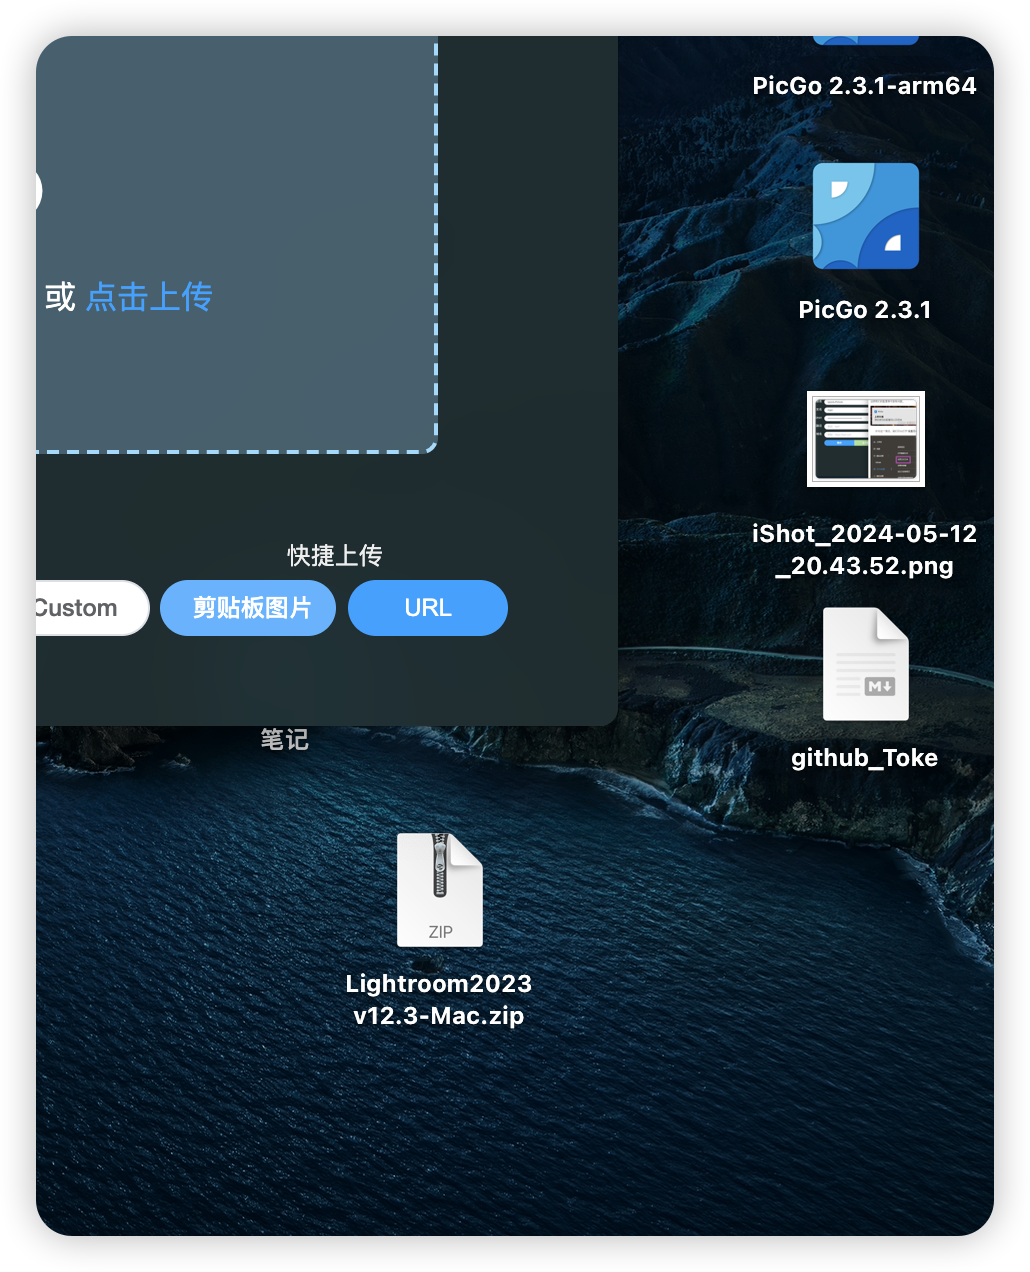 PicGo 2.3.1-arm64
或 点击上传
PicGo 2.3.1
iShot_2024-05-12
_20.43.52.png
快捷上传
Custom
剪贴板图片
URL
M↓
github_Toke
笔记
ZIP
Lightroom2023
v12.3-Mac.zip